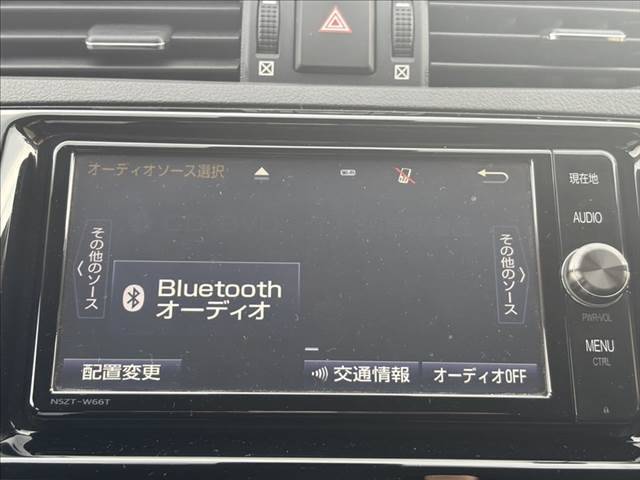 オーディオソース選択
現在地
AUDIO
その他のソース
その他のソース
Bluetooth
オーディオ
PWR-VOL
MENU
CTRL
配置変更
交通情報
オーディオOFF
NSZT-W66T